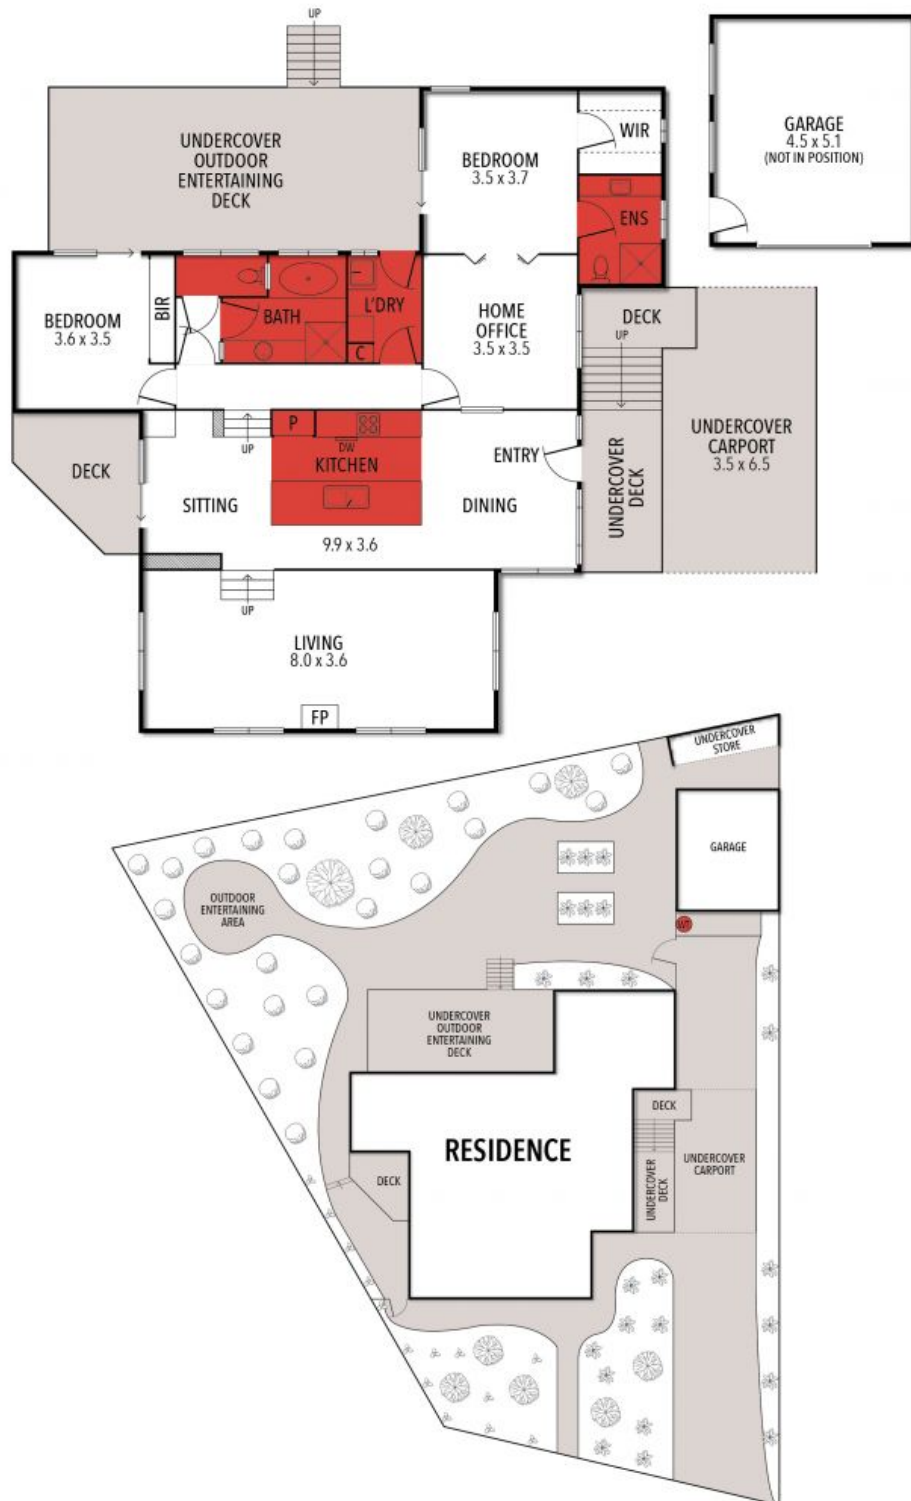 UP
UNDERCOVER
OUTDOOR
ENTERTAINING
DECK
BEDROOM
3.5 x 3.7
WIR
GARAGE
4.5 x 5.1
(NOT IN POSITION)
ENS
BEDROOM
3.6 x 3.5
BIR
BATH
L'DRY
C
HOME
OFFICE
3.5 x 3.5
DECK
UP
UNDERCOVER
CARPORT
3.5 x 6.5
UNDERCOVER
DECK
DECK
SITTING
UP
P
DW
KITCHEN
ENTRY
DINING
9.9 x 3.6
UP
LIVING
8.0 x 3.6
FP
UNDERCOVER
STORE
GARAGE
OUTDOOR
ENTERTAINING
AREA
WT
UNDERCOVER
OUTDOOR
ENTERTAINING
DECK
RESIDENCE
DECK
DECK
UNDERCOVER
DECK
UNDERCOVER
CARPORT